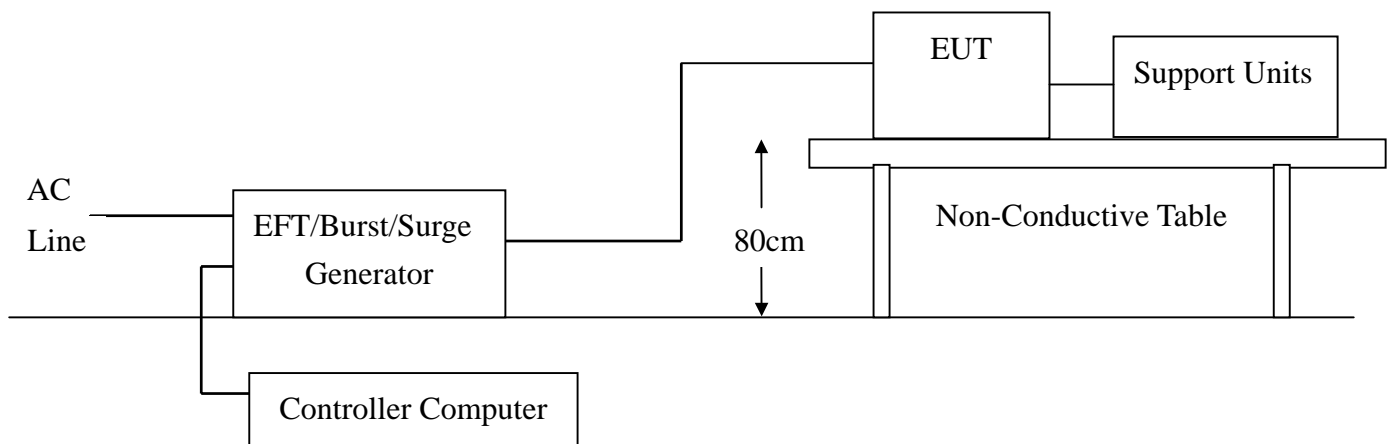 EUT
Support Units
AC
Line
EFT/Burst/Surge
Generator
80cm
Non-Conductive Table
Controller Computer